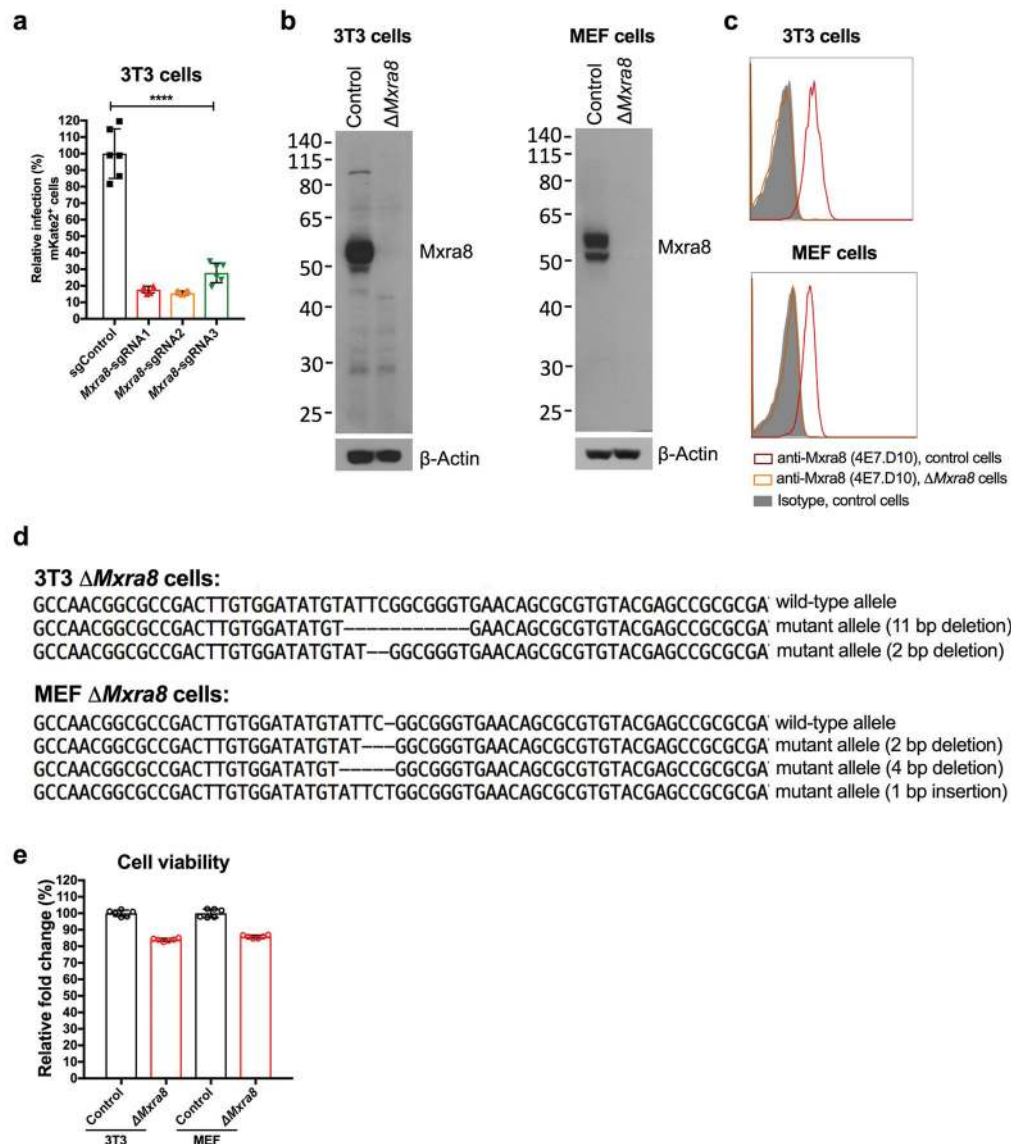 a
3T3 cells
****
Relative infection (%)
mKate2⁺ cells
120
110
100
90
80
70
60
50
40
30
20
10
0
sgControl
Mxra8-sgRNA1
Mxra8-sgRNA2
Mxra8-sgRNA3
b
3T3 cells
Control
ΔMxra8
140
115
80
65
50
40
30
25
Mxra8
β-Actin
MEF cells
Control
ΔMxra8
140
115
80
65
50
40
30
25
Mxra8
β-Actin
c
3T3 cells
MEF cells
anti-Mxra8 (4E7.D10), control cells
anti-Mxra8 (4E7.D10), ΔMxra8 cells
Isotype, control cells
d
3T3 ΔMxra8 cells:
GCCAACGGCGCCGACTTGTGGATATGTATTCGGCGGGTGAACAGCGCGTGTACGAGCCGCGCGA wild-type allele
GCCAACGGCGCCGACTTGTGGATATGT-----------GAACAGCGCGTGTACGAGCCGCGCGA mutant allele (11 bp deletion)
GCCAACGGCGCCGACTTGTGGATATGTAT--GGCGGGTGAACAGCGCGTGTACGAGCCGCGCGA mutant allele (2 bp deletion)
MEF ΔMxra8 cells:
GCCAACGGCGCCGACTTGTGGATATGTATTC-GGCGGGTGAACAGCGCGTGTACGAGCCGCGCGA wild-type allele
GCCAACGGCGCCGACTTGTGGATATGTAT---GGCGGGTGAACAGCGCGTGTACGAGCCGCGCGA mutant allele (2 bp deletion)
GCCAACGGCGCCGACTTGTGGATATGT-----GGCGGGTGAACAGCGCGTGTACGAGCCGCGCGA mutant allele (4 bp deletion)
GCCAACGGCGCCGACTTGTGGATATGTATTCTGGCGGGTGAACAGCGCGTGTACGAGCCGCGCGA mutant allele (1 bp insertion)
e
Cell viability
Relative fold change (%)
120
110
100
90
80
70
60
50
40
30
20
10
0
Control
ΔMxra8
Control
ΔMxra8
3T3
MEF